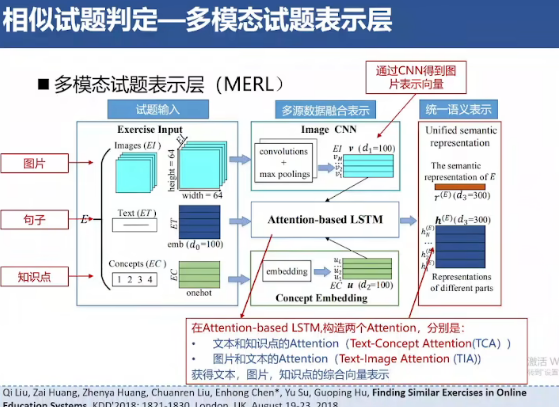 相似试题判定—多模态试题表示层
■ 多模态试题表示层（MERL）
通过CNN得到图
片表示向量
试题输入
多源数据融合表示
统一语义表示
图片
句子
知识点
Exercise Input
Images (EI)
height = 64
width = 64
E
Text (ET)
ET
emb (d₀=100)
Concepts (EC)
1 2 3 4
EC
onehot
Image CNN
convolutions
+
max poolings
EI v (d₁=100)
Attention-based LSTM
embedding
EC u (d₂=100)
Concept Embedding
Unified semantic
representation
The semantic
representation of E
r⁽ᴱ⁾(d₃=300)
h⁽ᴱ⁾(d₃=300)
Representations
of different parts
在Attention-based LSTM,构造两个Attention，分别是：
• 文本和知识点的Attention（Text-Concept Attention(TCA））
• 图片和文本的Attention（Text-Image Attention (TIA))
获得文本，图片，知识点的综合向量表示
激活 W
Qi Liu, Zai Huang, Zhenya Huang, Chuanren Liu, Enhong Chen*, Yu Su, Guoping Hu, Finding Similar Exercises in Online
Education Systems, KDD'2018: 1821-1830, London, UK, August 19-23, 2018